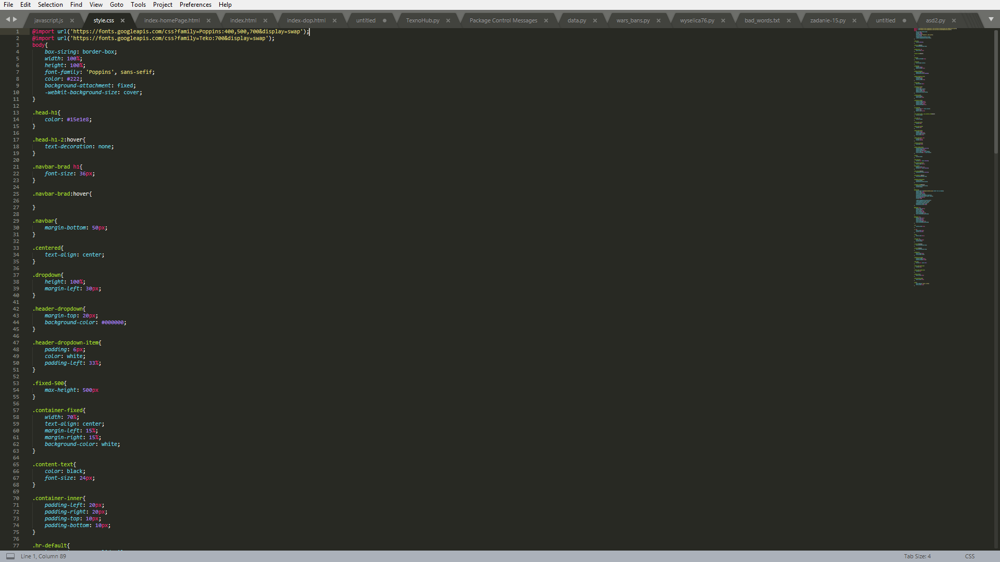 File Edit Selection Find View Goto Tools Project Preferences Help
javascript.js style.css index-homePage.html index.html index-dop.html untitled TexnoHub.py Package Control Messages data.py wars_bans.py wyselica76.py bad_words.txt zadanie-15.py untitled asd2.py
1 @import url('https://fonts.googleapis.com/css?family=Poppins:400,500,700&display=swap');
2 @import url('https://fonts.googleapis.com/css?family=Teko:700&display=swap');
3 body{
4 box-sizing: border-box;
5 width: 100%;
6 height: 100%;
7 font-family: 'Poppins', sans-sefif;
8 color: #222;
9 background-attachment: fixed;
10 -webkit-background-size: cover;
11 }
12
13 .head-h1{
14 color: #15e1e8;
15 }
16
17 .head-h1-2:hover{
18 text-decoration: none;
19 }
20
21 .navbar-brad h1{
22 font-size: 36px;
23 }
24
25 .navbar-brad:hover{
26
27 }
28
29 .navbar{
30 margin-bottom: 50px;
31 }
32
33 .centered{
34 text-align: center;
35 }
36
37 .dropdown{
38 height: 100%;
39 margin-left: 30px;
40 }
41
42 .header-dropdown{
43 margin-top: 20px;
44 background-color: #000000;
45 }
46
47 .header-dropdown-item{
48 padding: 6px;
49 color: white;
50 padding-left: 33%;
51 }
52
53 .fixed-500{
54 max-height: 500px
55 }
56
57 .container-fixed{
58 width: 70%;
59 text-align: center;
60 margin-left: 15%;
61 margin-right: 15%;
62 background-color: white;
63 }
64
65 .content-text{
66 color: black;
67 font-size: 24px;
68 }
69
70 .container-inner{
71 padding-left: 20px;
72 padding-right: 20px;
73 padding-top: 10px;
74 padding-bottom: 10px;
75 }
76
77 .hr-default{
Line 1, Column 89 Tab Size: 4 CSS